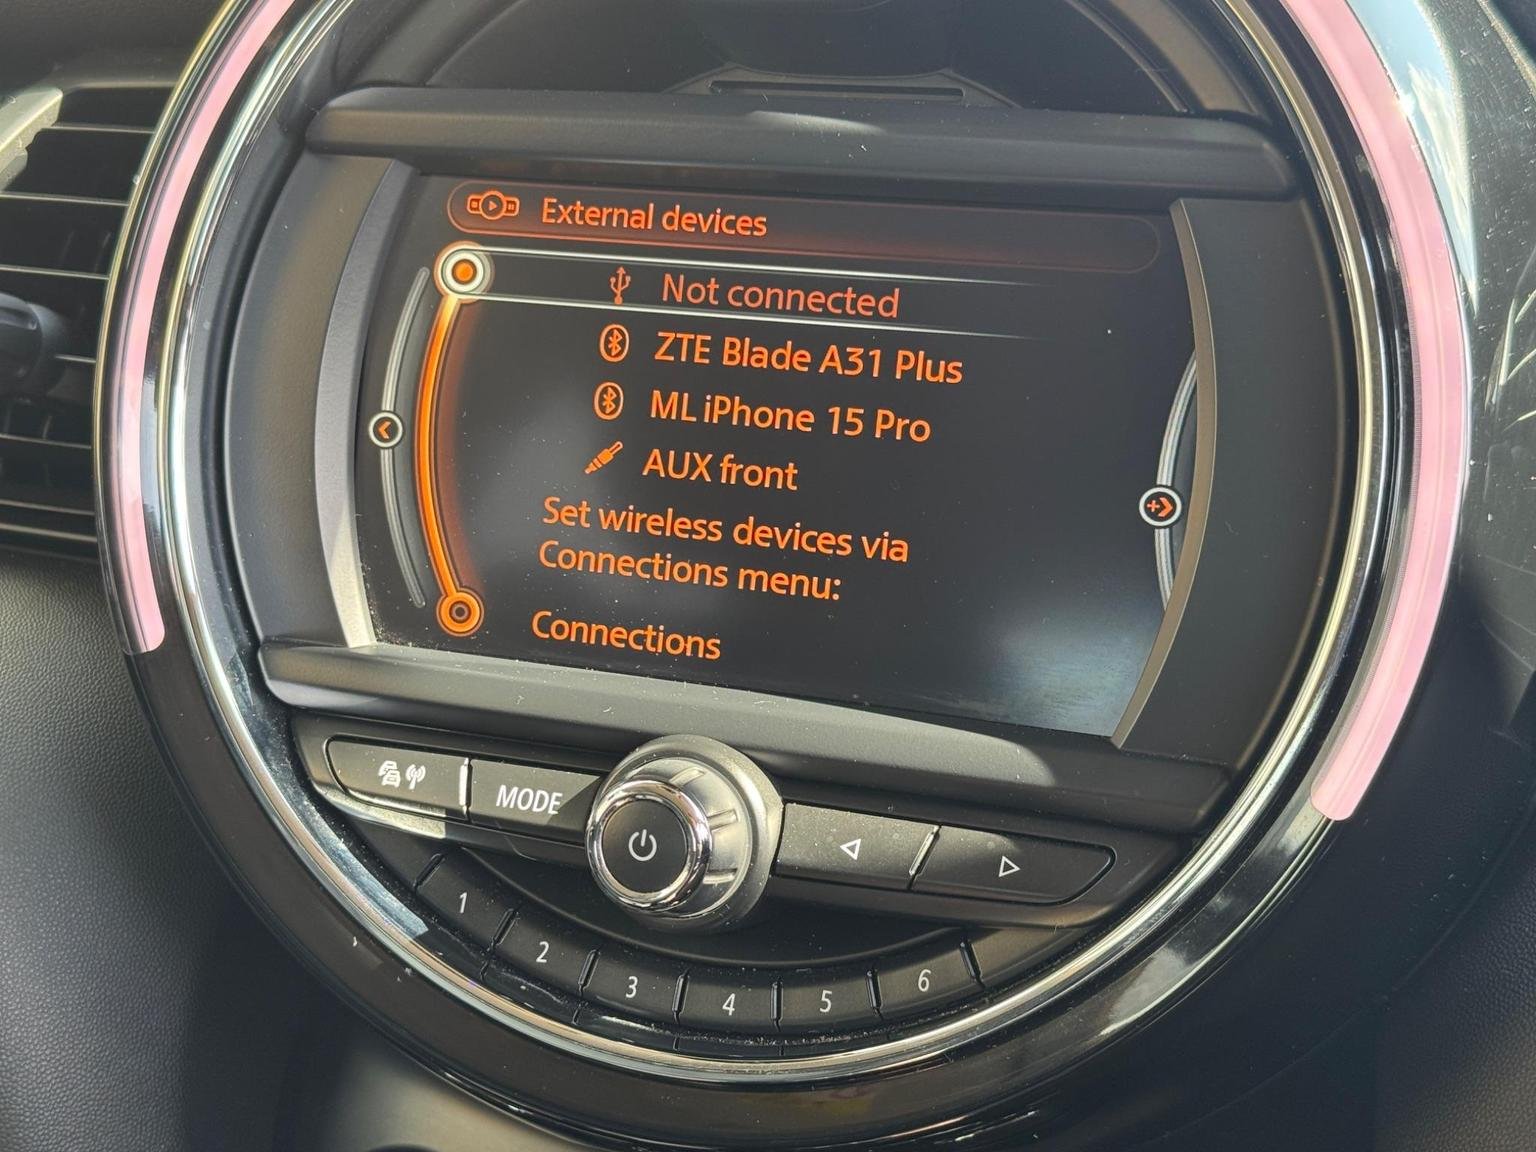 External devices
Not connected
ZTE Blade A31 Plus
ML iPhone 15 Pro
AUX front
Set wireless devices via
Connections menu:
Connections
MODE
1
2
3
4
5
6